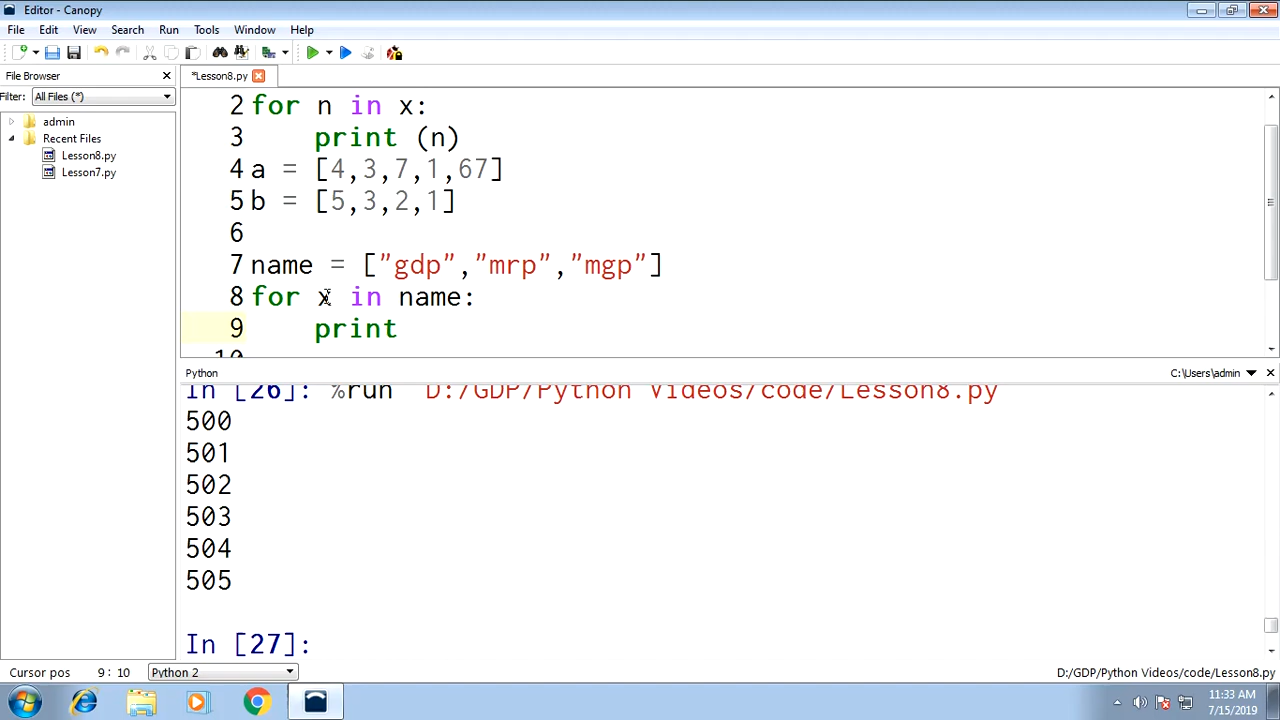 Editor - Canopy
File Edit View Search Run Tools Window Help
File Browser
*Lesson8.py
Filter: All Files (*)
admin
Recent Files
Lesson8.py
Lesson7.py
2 for n in x:
3 print (n)
4 a = [4,3,7,1,67]
5 b = [5,3,2,1]
6
7 name = ["gdp","mrp","mgp"]
8 for x in name:
9 print
10
Python
C:\Users\admin
In [26]: %run "D:/GDP/Python Videos/code/Lesson8.py"
500
501
502
503
504
505
In [27]:
Cursor pos 9: 10 Python 2
D:/GDP/Python Videos/code/Lesson8.py
11:33 AM
7/15/2019